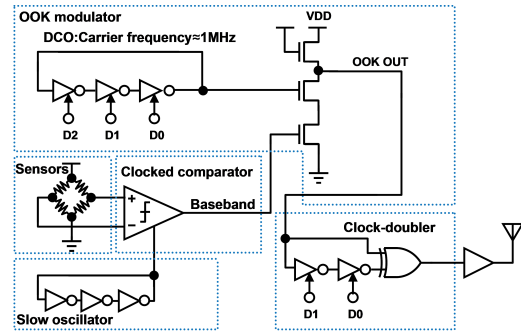 OOK modulator
VDD
DCO:Carrier frequency≈1MHz
OOK OUT
D2 D1 D0
Sensors
Clocked comparator
+
−
Baseband
Clock-doubler
D1 D0
Slow oscillator